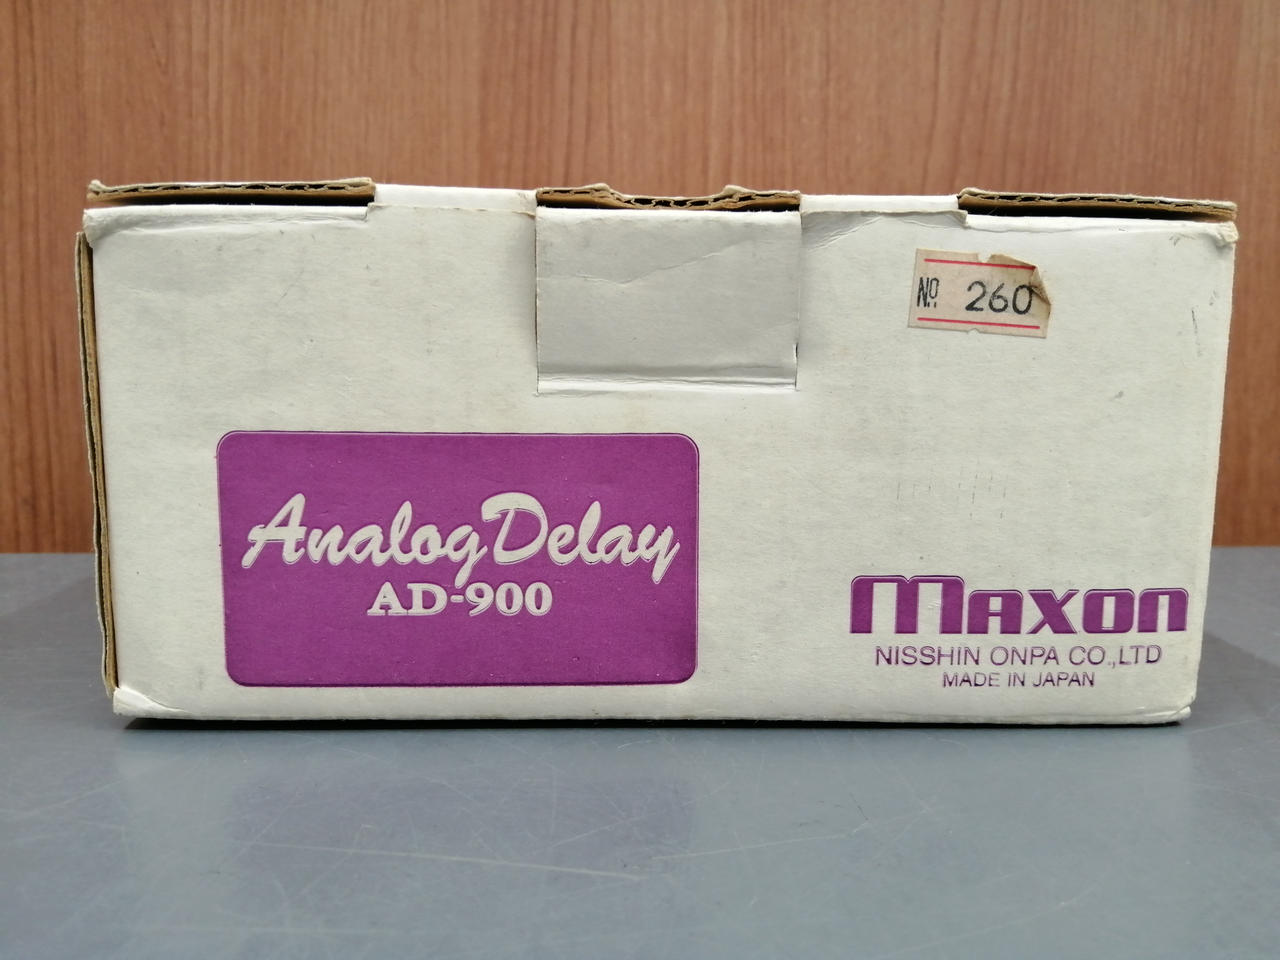 No. 260
Analog Delay
AD-900
maxon
NISSHIN ONPA CO.,LTD
MADE IN JAPAN